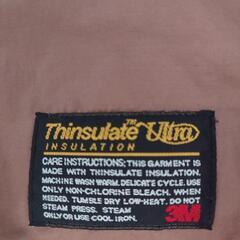 Thinsulate™ Ultra
INSULATION
CARE INSTRUCTIONS: THIS GARMENT IS
MADE WITH THINSULATE INSULATION.
MACHINE WASH WARM. DELICATE CYCLE. USE
ONLY NON-CHLORINE BLEACH. WHEN
NEEDED. TUMBLE DRY LOW-HEAT. DO NOT
STEAM PRESS. STEAM
ONLY OR USE COOL IRON.
3M